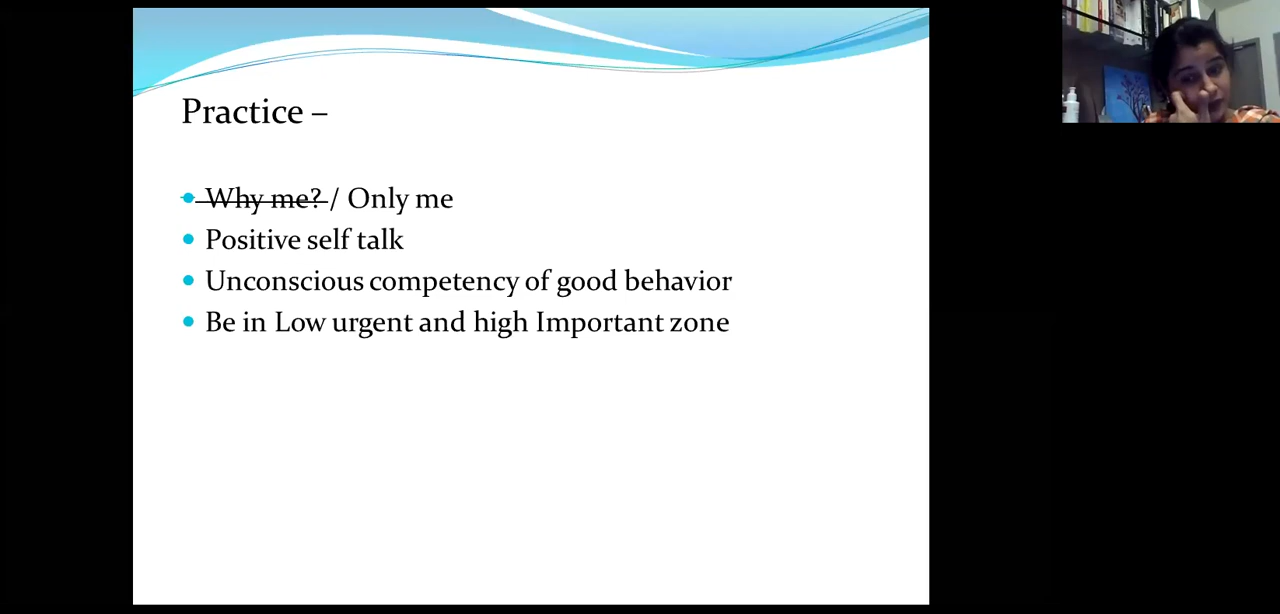 Practice –
Why me? / Only me
Positive self talk
Unconscious competency of good behavior
Be in Low urgent and high Important zone